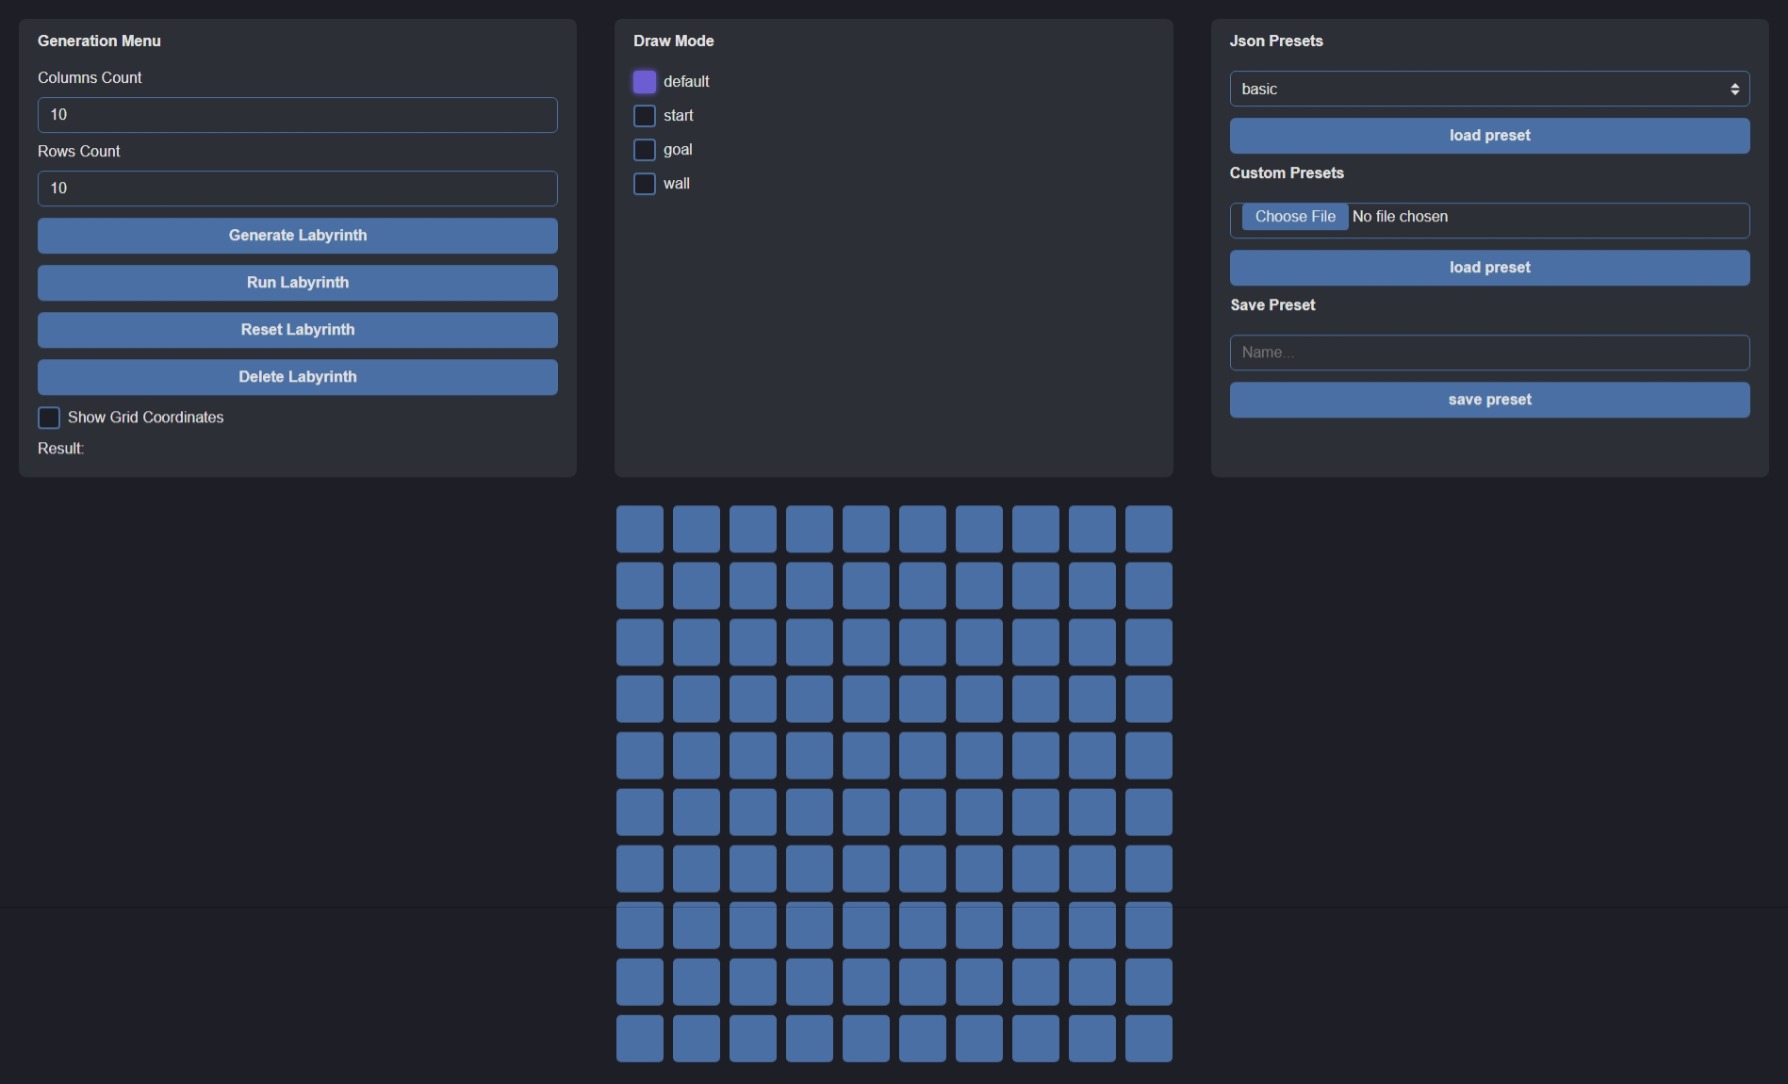 Generation Menu
Columns Count
10
Rows Count
10
Generate Labyrinth
Run Labyrinth
Reset Labyrinth
Delete Labyrinth
Show Grid Coordinates
Result:
Draw Mode
default
start
goal
wall
Json Presets
basic
load preset
Custom Presets
Choose File No file chosen
load preset
Save Preset
Name...
save preset